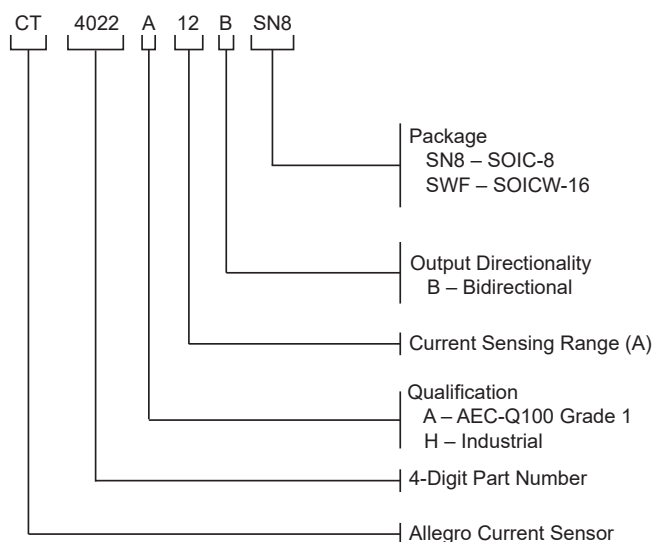 CT 4022 A 12 B SN8
Package
SN8 – SOIC-8
SWF – SOICW-16
Output Directionality
B – Bidirectional
Current Sensing Range (A)
Qualification
A – AEC-Q100 Grade 1
H – Industrial
4-Digit Part Number
Allegro Current Sensor